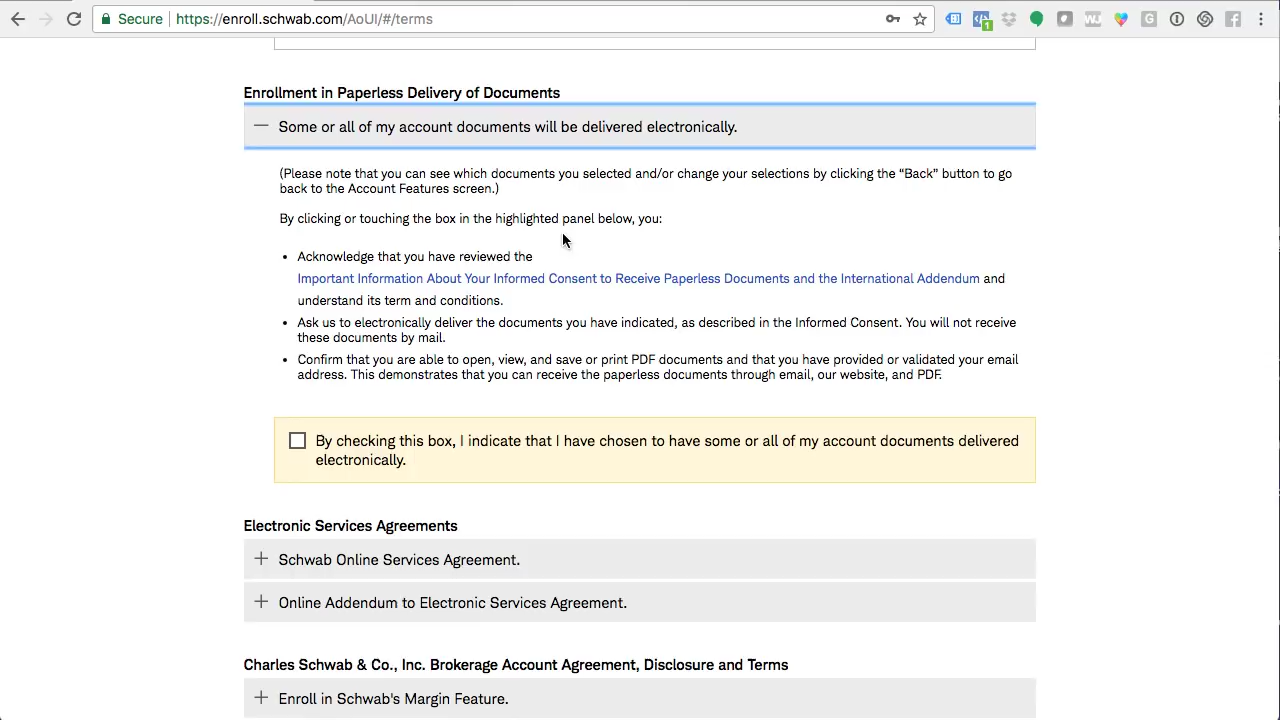 Secure | https://enroll.schwab.com/AoUI/#/terms
Enrollment in Paperless Delivery of Documents
Some or all of my account documents will be delivered electronically.
(Please note that you can see which documents you selected and/or change your selections by clicking the “Back” button to go
back to the Account Features screen.)
By clicking or touching the box in the highlighted panel below, you:
• Acknowledge that you have reviewed the
Important Information About Your Informed Consent to Receive Paperless Documents and the International Addendum and
understand its term and conditions.
• Ask us to electronically deliver the documents you have indicated, as described in the Informed Consent. You will not receive
these documents by mail.
• Confirm that you are able to open, view, and save or print PDF documents and that you have provided or validated your email
address. This demonstrates that you can receive the paperless documents through email, our website, and PDF.
By checking this box, I indicate that I have chosen to have some or all of my account documents delivered
electronically.
Electronic Services Agreements
Schwab Online Services Agreement.
Online Addendum to Electronic Services Agreement.
Charles Schwab & Co., Inc. Brokerage Account Agreement, Disclosure and Terms
Enroll in Schwab's Margin Feature.